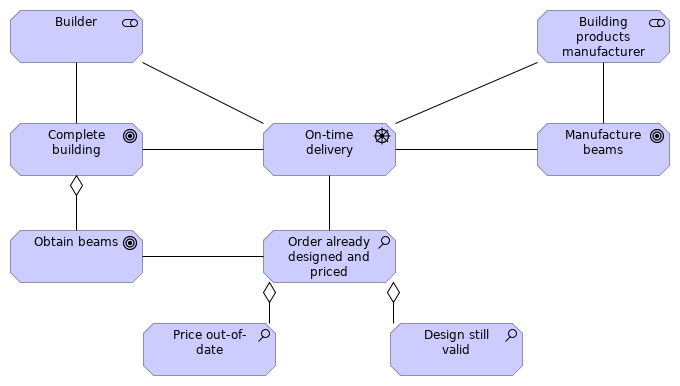 Builder
Building
products
manufacturer
Complete
building
On-time
delivery
Manufacture
beams
Obtain beams
Order already
designed and
priced
Price out-of-
date
Design still
valid